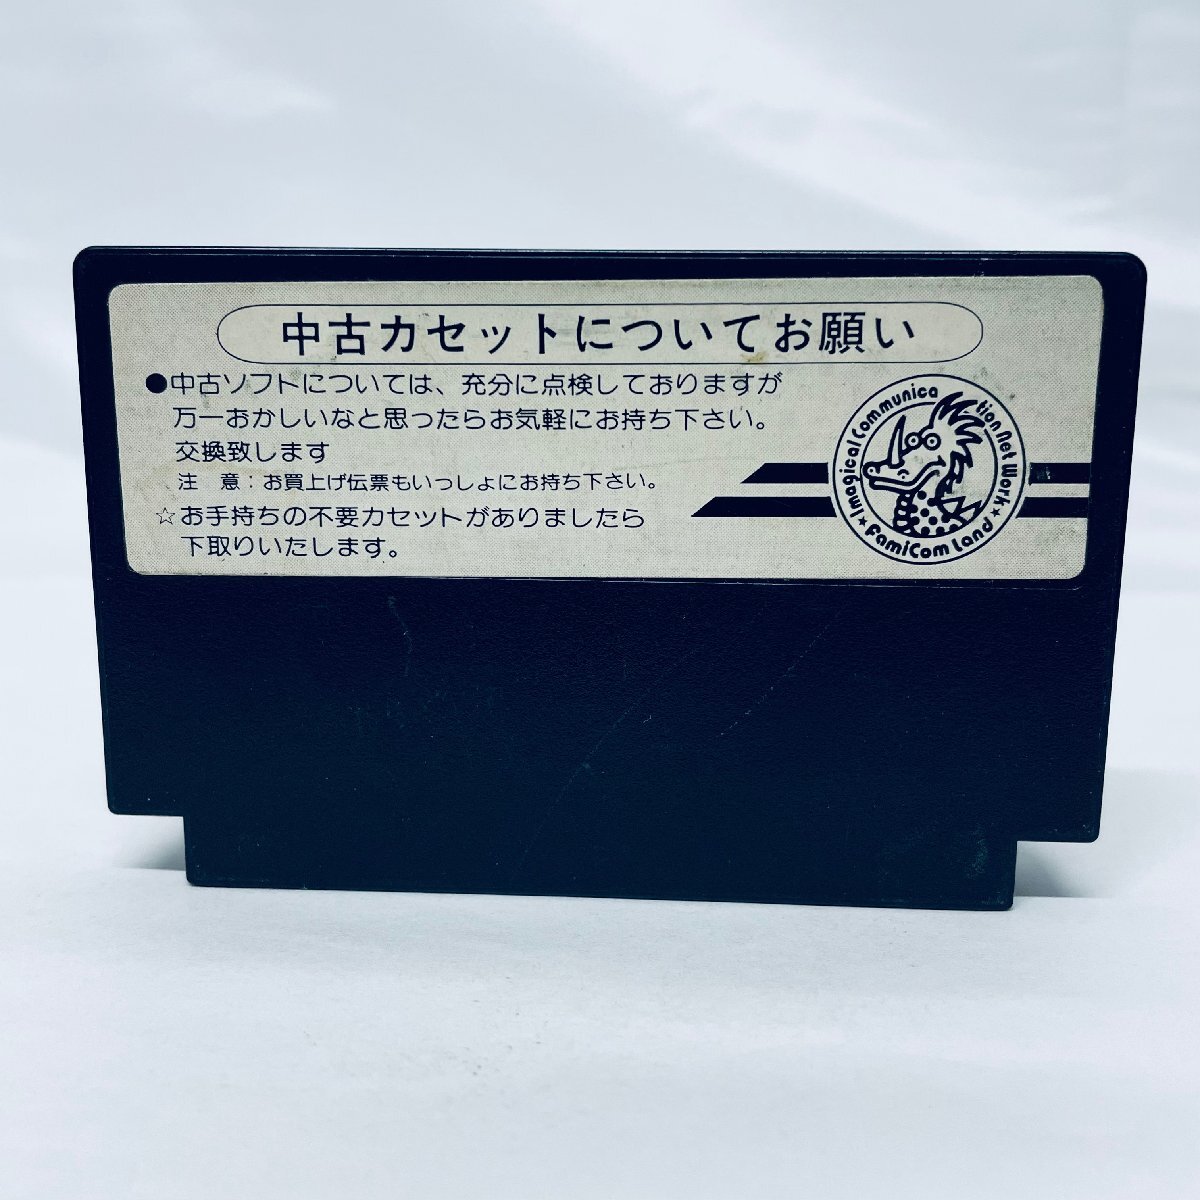 中古カセットについてお願い
●中古ソフトについては、充分に点検しておりますが
万一おかしいなと思ったらお気軽にお持ち下さい。
交換致します
注 意：お買上げ伝票もいっしょにお持ち下さい。
☆お手持ちの不要カセットがありましたら
下取りいたします。
Imagical Communication Net Work
★FamiCom Land★